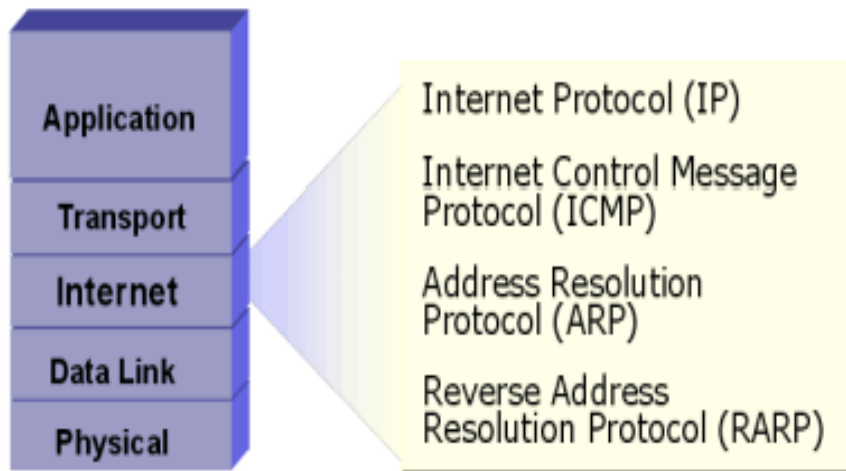 Application
Transport
Internet
Data Link
Physical
Internet Protocol (IP)
Internet Control Message
Protocol (ICMP)
Address Resolution
Protocol (ARP)
Reverse Address
Resolution Protocol (RARP)